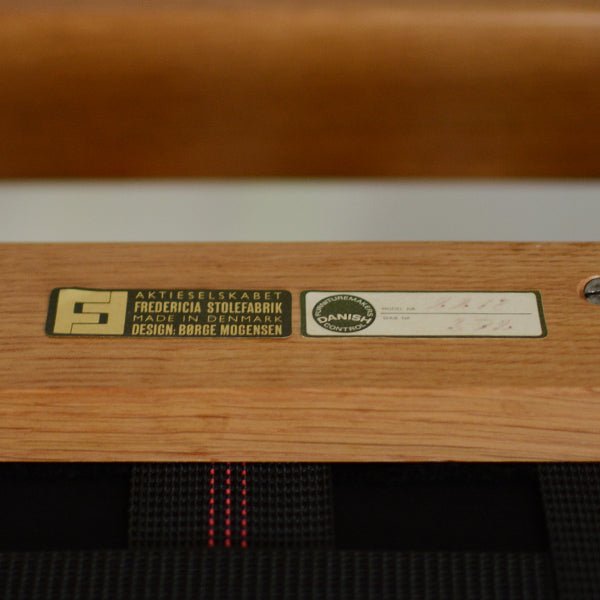 AKTIESELSKABET
FREDERICIA STOLEFABRIK
MADE IN DENMARK
DESIGN: BØRGE MOGENSEN
FURNITUREMAKERS
DANISH
CONTROL
MODEL NR.